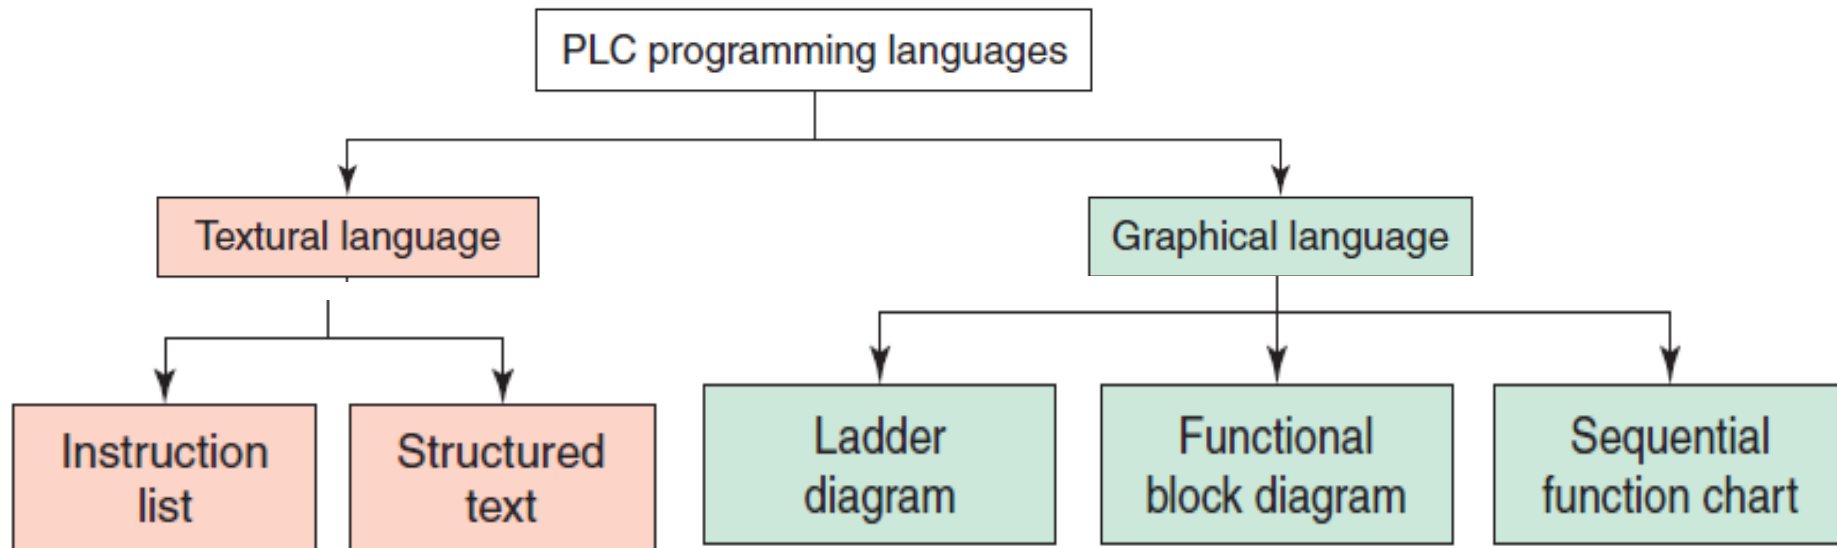 PLC programming languages
Textural language
Graphical language
Instruction
list
Structured
text
Ladder
diagram
Functional
block diagram
Sequential
function chart